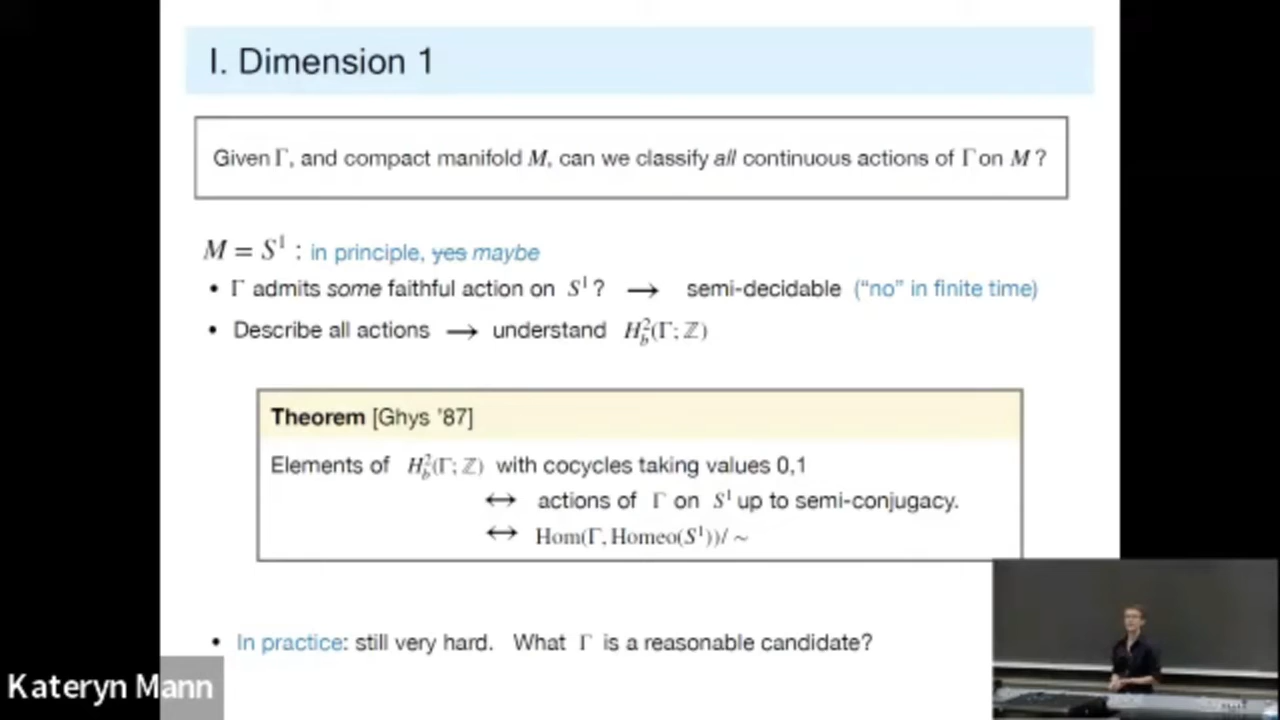 I. Dimension 1
Given Γ, and compact manifold M, can we classify all continuous actions of Γ on M ?
M = S¹ : in principle, yes maybe
• Γ admits some faithful action on S¹ ? → semi-decidable (“no” in finite time)
• Describe all actions → understand H²_b(Γ; ℤ)
Theorem [Ghys '87]
Elements of H²_b(Γ; ℤ) with cocycles taking values 0,1
↔ actions of Γ on S¹ up to semi-conjugacy.
↔ Hom(Γ, Homeo(S¹))/ ~
• In practice: still very hard. What Γ is a reasonable candidate?
Kateryn Mann